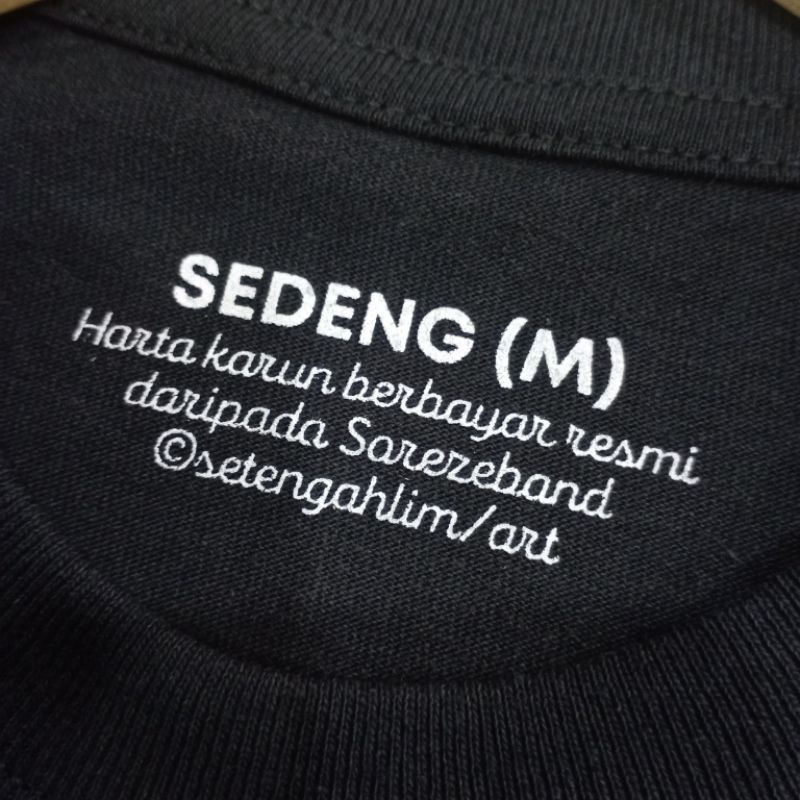 SEDENG (M)
Harta karun berbayar resmi
daripada Sorezeband
©setengahlim/art